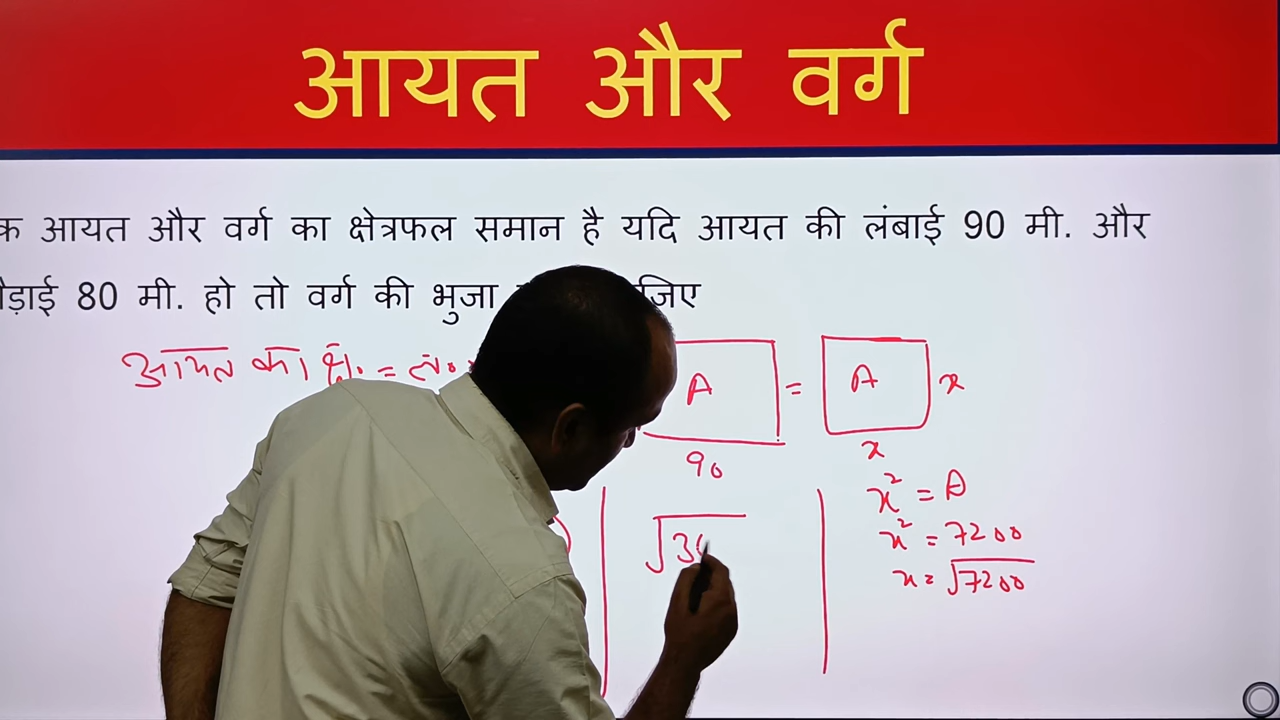 आयत और वर्ग
क आयत और वर्ग का क्षेत्रफल समान है यदि आयत की लंबाई 90 मी. और
ौड़ाई 80 मी. हो तो वर्ग की भुजा जिए
आयत का क्षे॰ = ल॰
A = A x
90
x
x² = A
x² = 7200
x = √7200